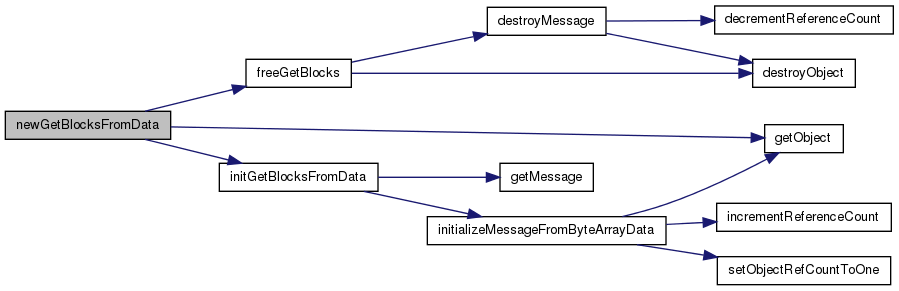 destroyMessage
decrementReferenceCount
freeGetBlocks
destroyObject
newGetBlocksFromData
getObject
initGetBlocksFromData
getMessage
incrementReferenceCount
initializeMessageFromByteArrayData
setObjectRefCountToOne